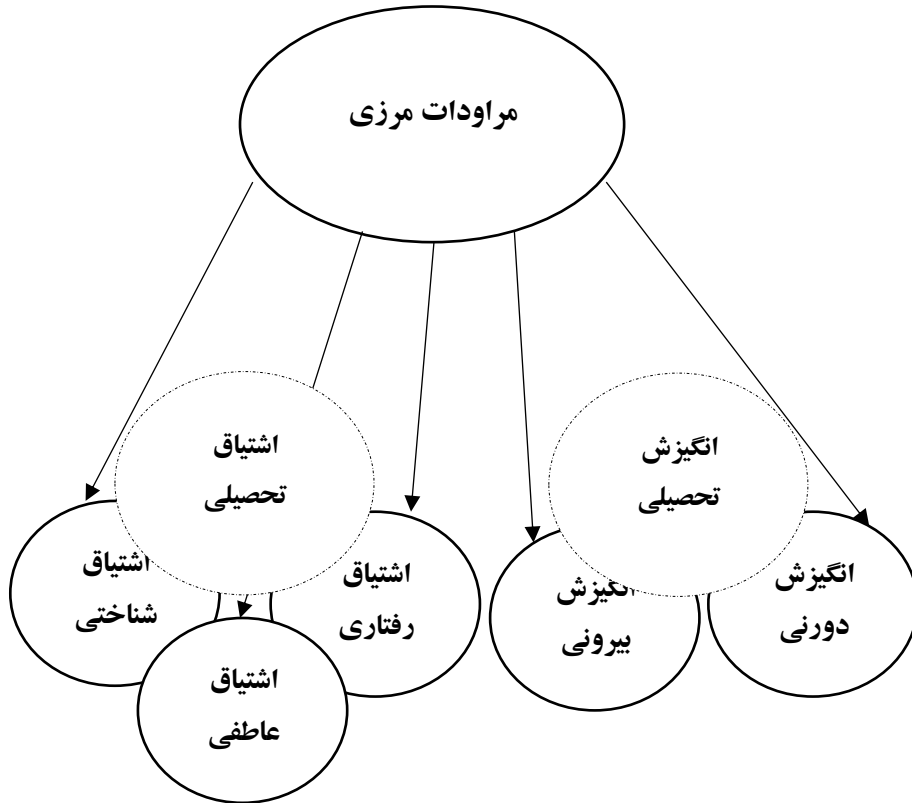 مراودات مرزی
انگیزش
تحصیلی
اشتیاق
تحصیلی
انگیزش
دورنی
انگیزش
بیرونی
اشتیاق
رفتاری
اشتیاق
شناختی
اشتیاق
عاطفی